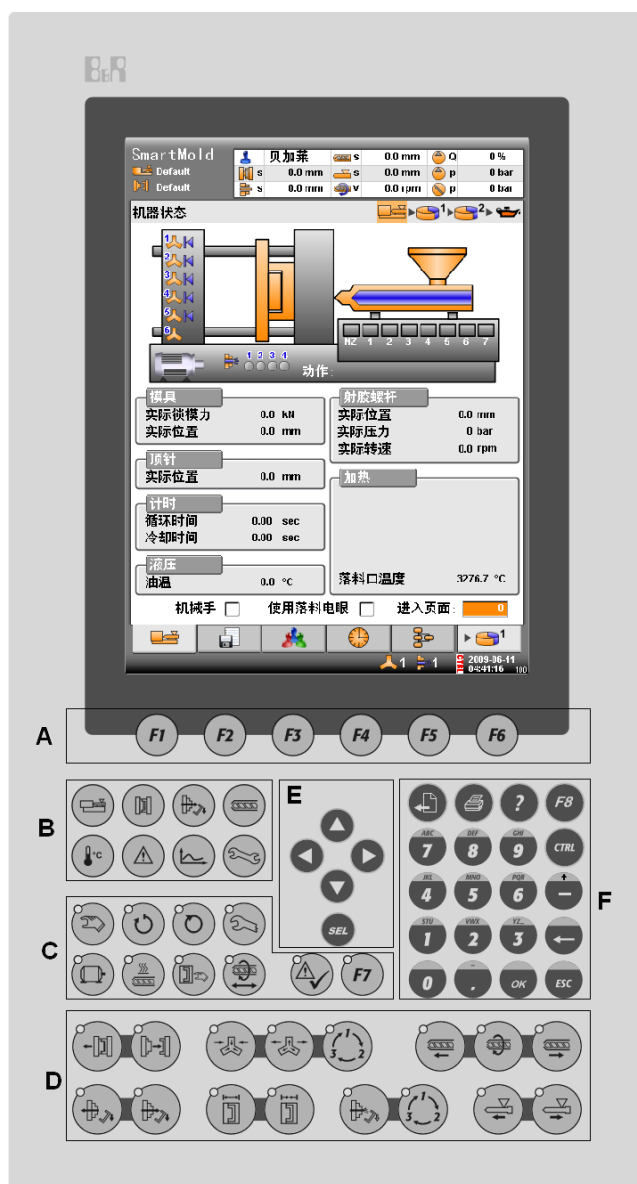 B&R
SmartMold
贝加莱
s
0.0 mm
Q
0 %
Default
s
0.0 mm
s
0.0 mm
p
0 bar
Default
s
0.0 mm
v
0.0 rpm
p
0 bar
机器状态
1
2
1
2
3
4
5
6
NZ 1 2 3 4 5 6 7
1 2 3 4
动作:
模具
实际锁模力 0.0 kN
实际位置 0.0 mm
射胶螺杆
实际位置 0.0 mm
实际压力 0 bar
实际转速 0.0 rpm
顶针
实际位置 0.0 mm
加热
计时
循环时间 0.00 sec
冷却时间 0.00 sec
液压
油温 0.0 °C
落料口温度 3276.7 °C
机械手 使用落料电眼 进入页面: 0
1
1 1
CTRL
2009-06-11
04:41:16 100
A
F1 F2 F3 F4 F5 F6
B
°C
E
SEL
F
? F8
ABC DEF GHI
7 8 9 CTRL
JKL MNO PQR
4 5 6 –
STU VWX YZ_
1 2 3
0 . OK ESC
C
F7
D
1
2
3
1
2
3